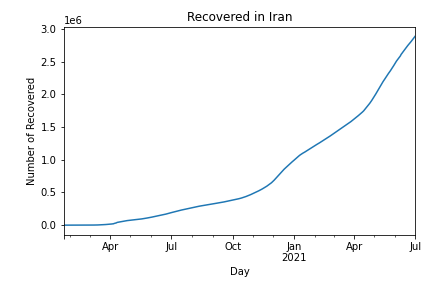 Recovered in Iran
1e6
3.0
2.5
2.0
1.5
1.0
0.5
0.0
Number of Recovered
Apr Jul Oct Jan Apr Jul
2021
Day